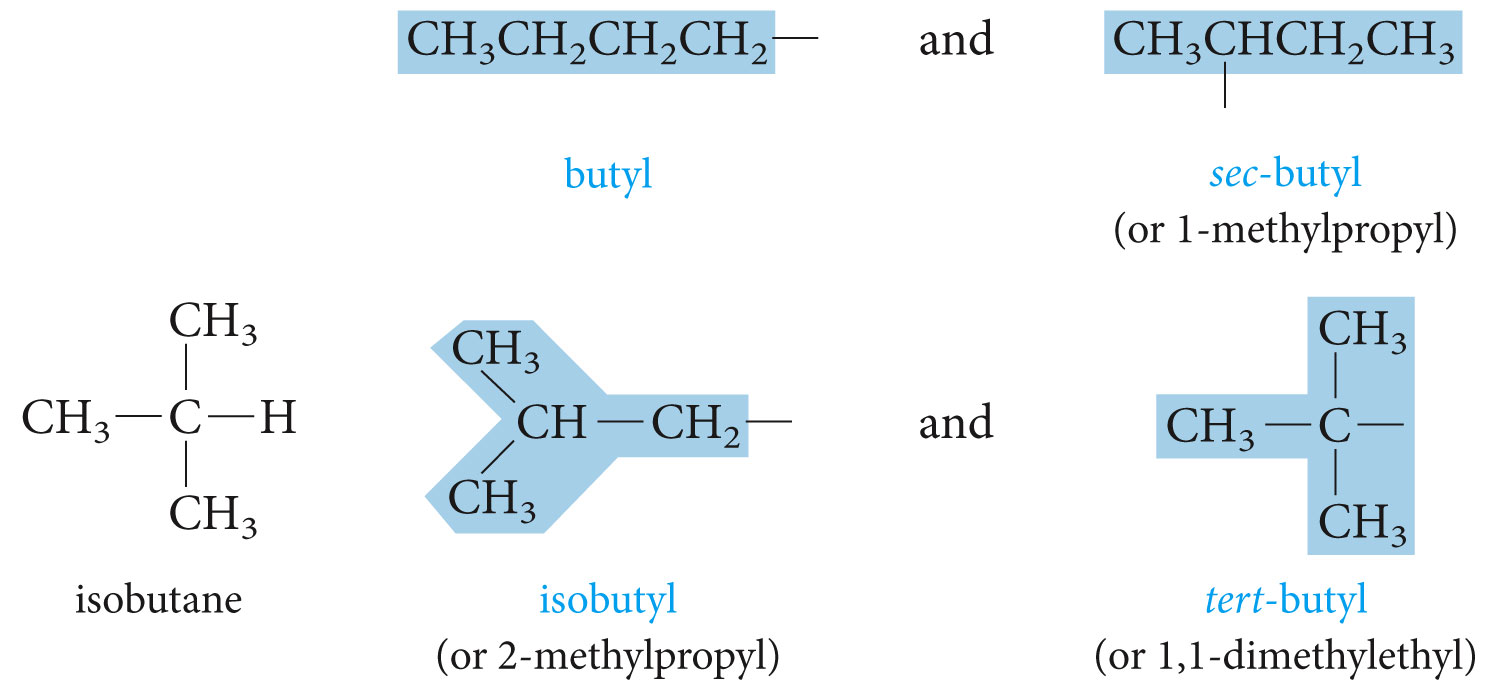 CH₃CH₂CH₂CH₂— and CH₃CHCH₂CH₃
butyl sec-butyl
(or 1-methylpropyl)
CH₃ CH₃ CH₃
CH₃—C—H CH—CH₂— and CH₃—C—
CH₃ CH₃ CH₃
isobutane isobutyl tert-butyl
(or 2-methylpropyl) (or 1,1-dimethylethyl)